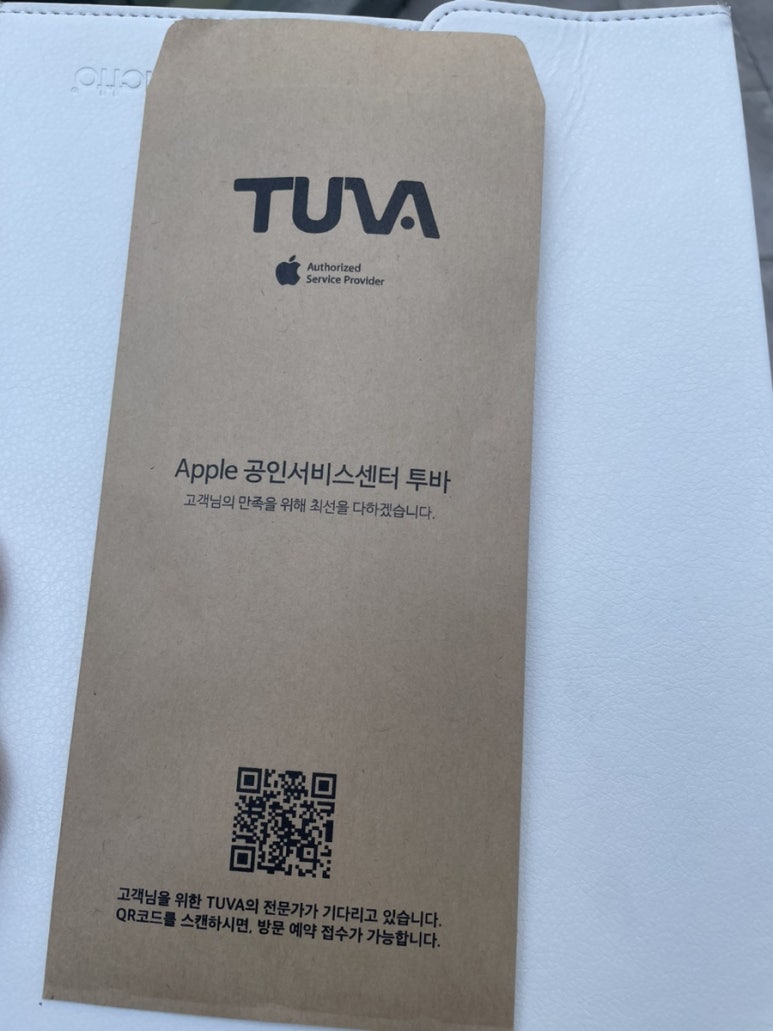 TUVA
Authorized
Service Provider
Apple 공인서비스센터 투바
고객님의 만족을 위해 최선을 다하겠습니다.
고객님을 위한 TUVA의 전문가가 기다리고 있습니다.
QR코드를 스캔하시면, 방문 예약 접수가 가능합니다.